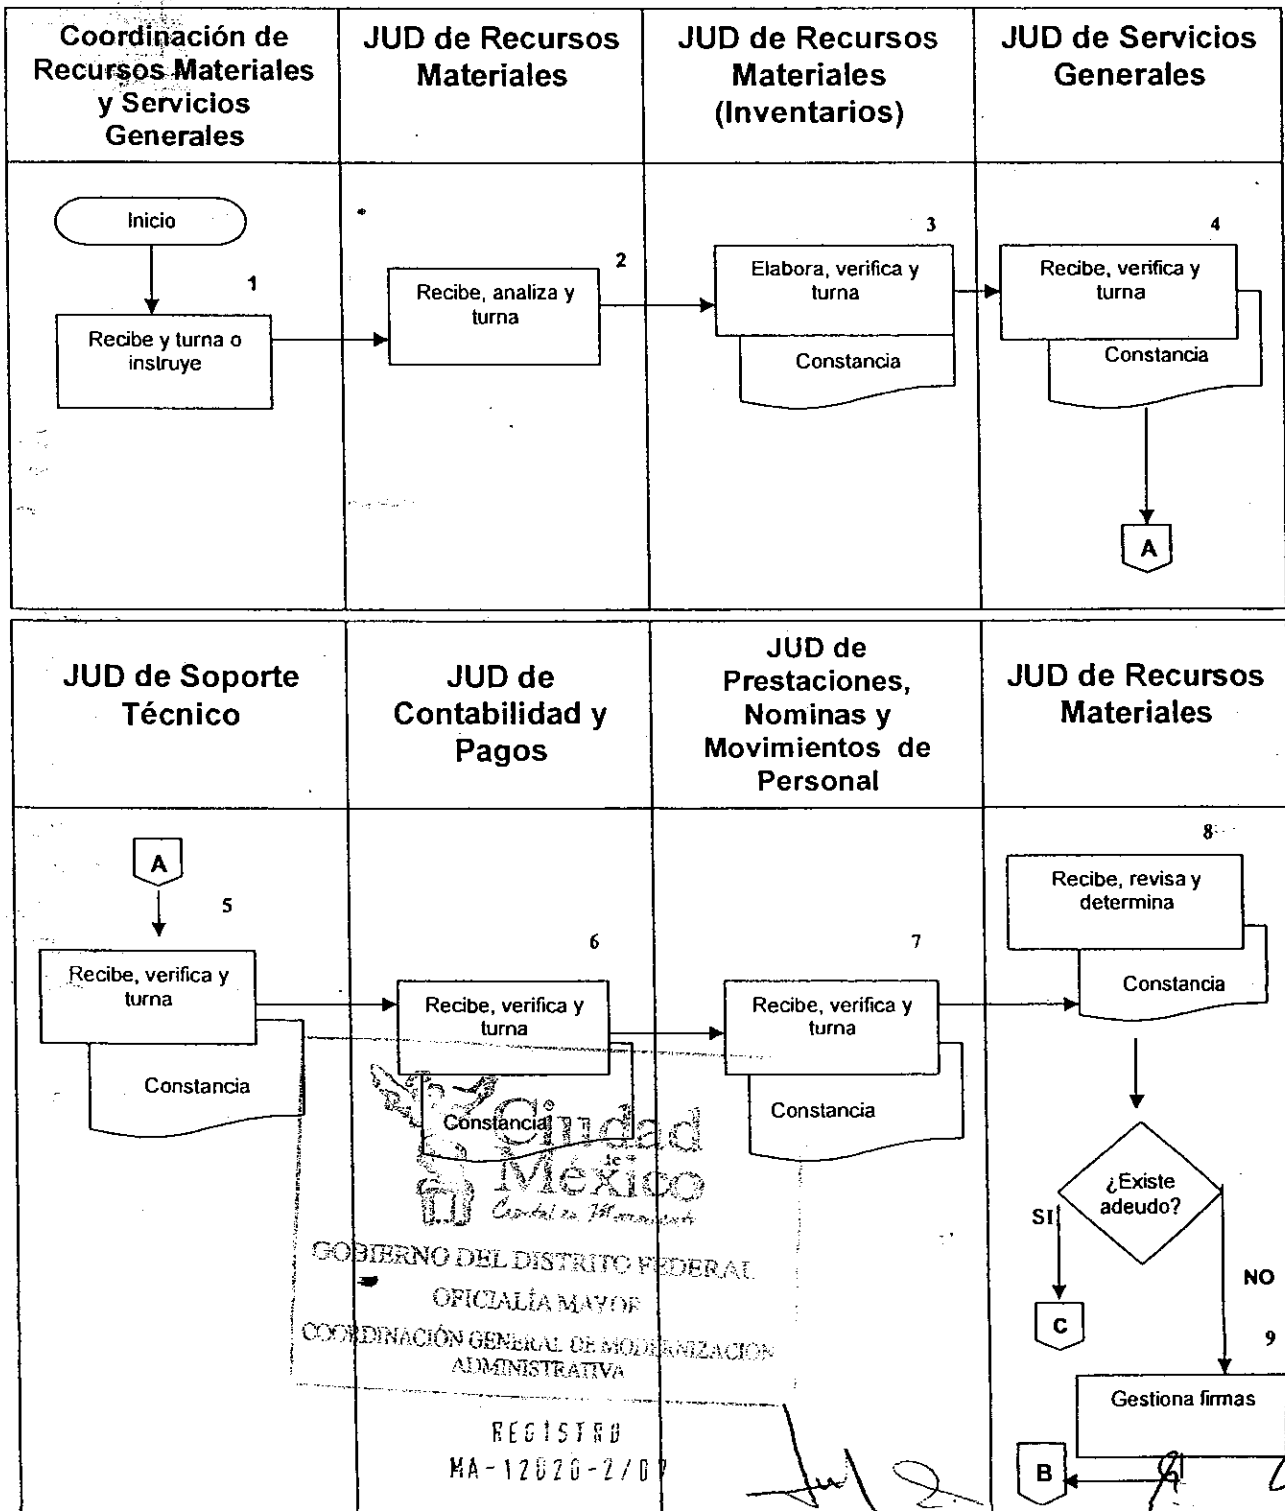 Coordinación de
Recursos Materiales
y Servicios
Generales
JUD de Recursos
Materiales
JUD de Recursos
Materiales
(Inventarios)
JUD de Servicios
Generales
Inicio
1
Recibe y turna o
instruye
2
Recibe, analiza y
turna
3
Elabora, verifica y
turna
Constancia
4
Recibe, verifica y
turna
Constancia
A
JUD de Soporte
Técnico
JUD de
Contabilidad y
Pagos
JUD de
Prestaciones,
Nominas y
Movimientos de
Personal
JUD de Recursos
Materiales
A
5
Recibe, verifica y
turna
Constancia
6
Recibe, verifica y
turna
Constancia
7
Recibe, verifica y
turna
Constancia
8
Recibe, revisa y
determina
Constancia
¿Existe
adeudo?
SI
NO
C
9
Gestiona firmas
B
Ciudad
de
México
GOBIERNO DEL DISTRITO FEDERAL
OFICIALÍA MAYOR
COORDINACIÓN GENERAL DE MODERNIZACIÓN
ADMINISTRATIVA
REGISTRO
MA-12020-2/07